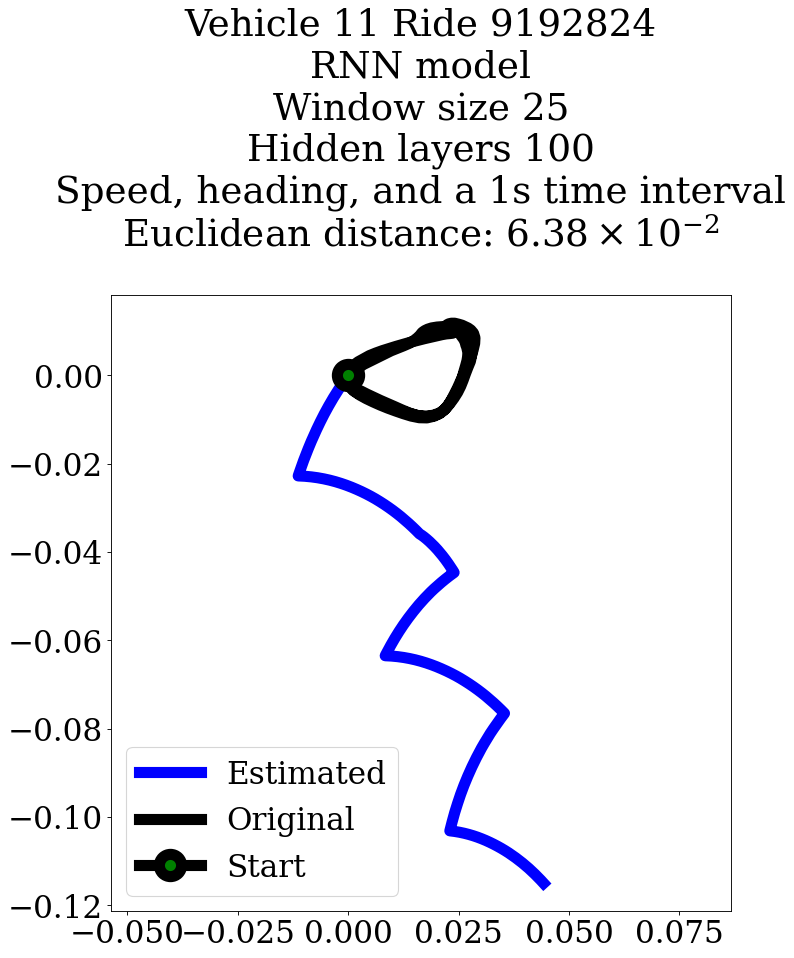 Vehicle 11 Ride 9192824
RNN model
Window size 25
Hidden layers 100
Speed, heading, and a 1s time interval
Euclidean distance: 6.38 × 10⁻²
0.00
−0.02
−0.04
−0.06
−0.08
−0.10
−0.12
Estimated
Original
Start
−0.050 −0.025 0.000 0.025 0.050 0.075